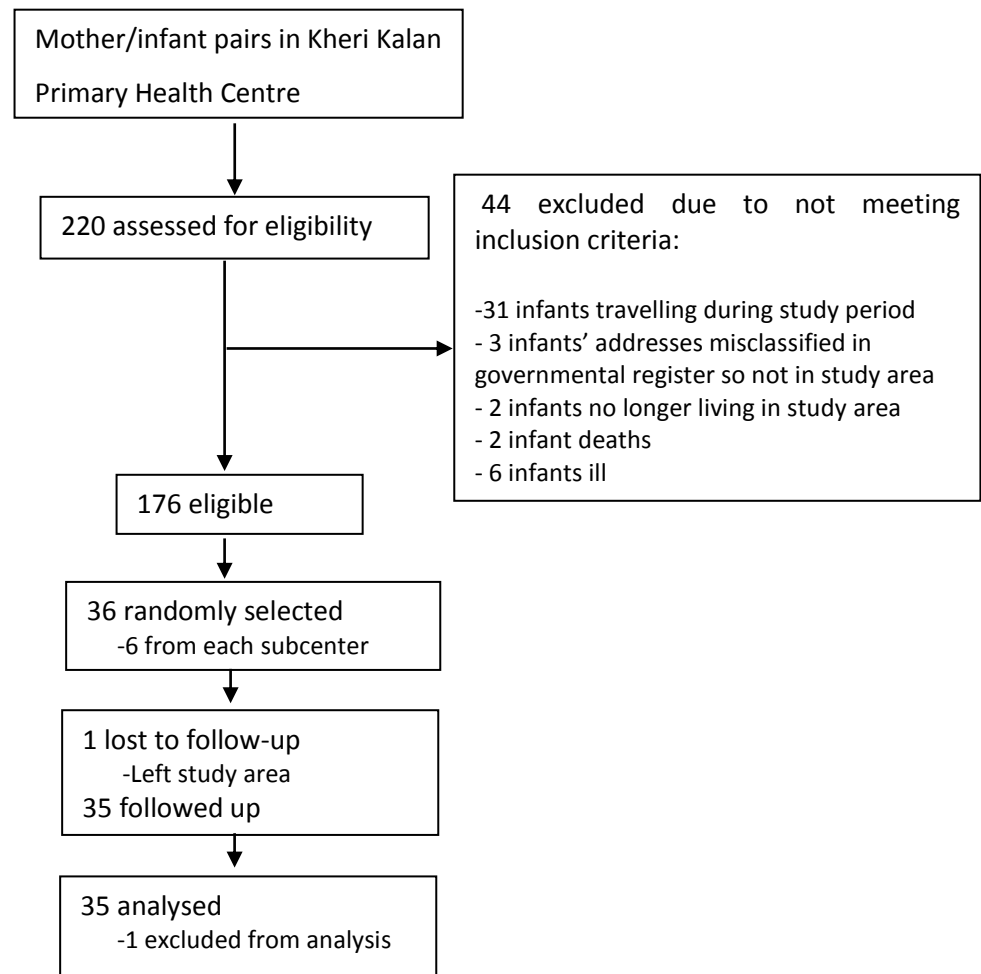 Mother/infant pairs in Kheri Kalan
Primary Health Centre
220 assessed for eligibility
44 excluded due to not meeting
inclusion criteria:
-31 infants travelling during study period
- 3 infants’ addresses misclassified in
governmental register so not in study area
- 2 infants no longer living in study area
- 2 infant deaths
- 6 infants ill
176 eligible
36 randomly selected
-6 from each subcenter
1 lost to follow-up
-Left study area
35 followed up
35 analysed
-1 excluded from analysis